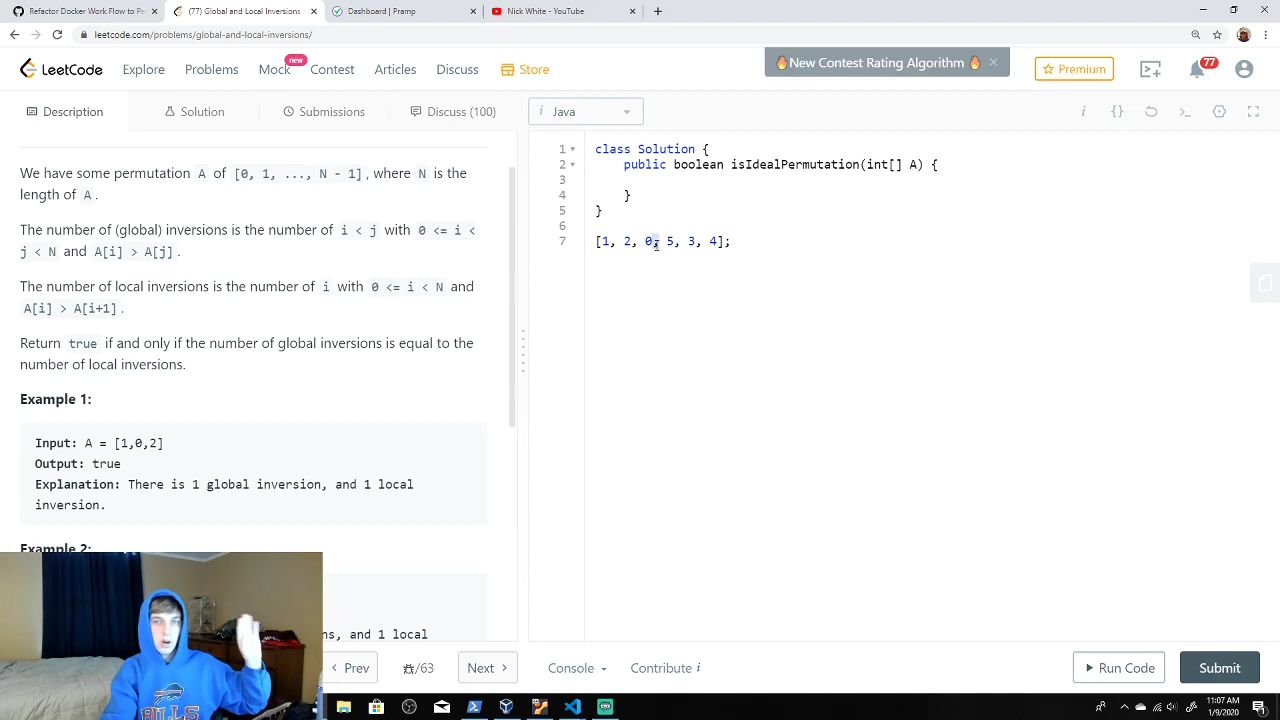 Refactor Docker Work Flow to Pe
(77) Global and Local Inversions
Dashboard | Pramp
Nick White - YouTube
leetcode.com/problems/global-and-local-inversions/
LeetCode
Explore
Problems
Mock
new
Contest
Articles
Discuss
Store
🔥New Contest Rating Algorithm 🔥
Premium
77
Description
Solution
Submissions
Discuss (100)
i Java
We have some permutation A of [0, 1, ..., N - 1], where N is the
length of A.
The number of (global) inversions is the number of i < j with 0 <= i <
j < N and A[i] > A[j].
The number of local inversions is the number of i with 0 <= i < N and
A[i] > A[i+1].
Return true if and only if the number of global inversions is equal to the
number of local inversions.
Example 1:
Input: A = [1,0,2]
Output: true
Explanation: There is 1 global inversion, and 1 local
inversion.
Example 2:
ns, and 1 local
1 class Solution {
2 public boolean isIdealPermutation(int[] A) {
3
4 }
5 }
6
7 [1, 2, 0, 5, 3, 4];
BILLS
Prev
/63
Next
Console
Contribute i
Run Code
Submit
11:07 AM
1/9/2020